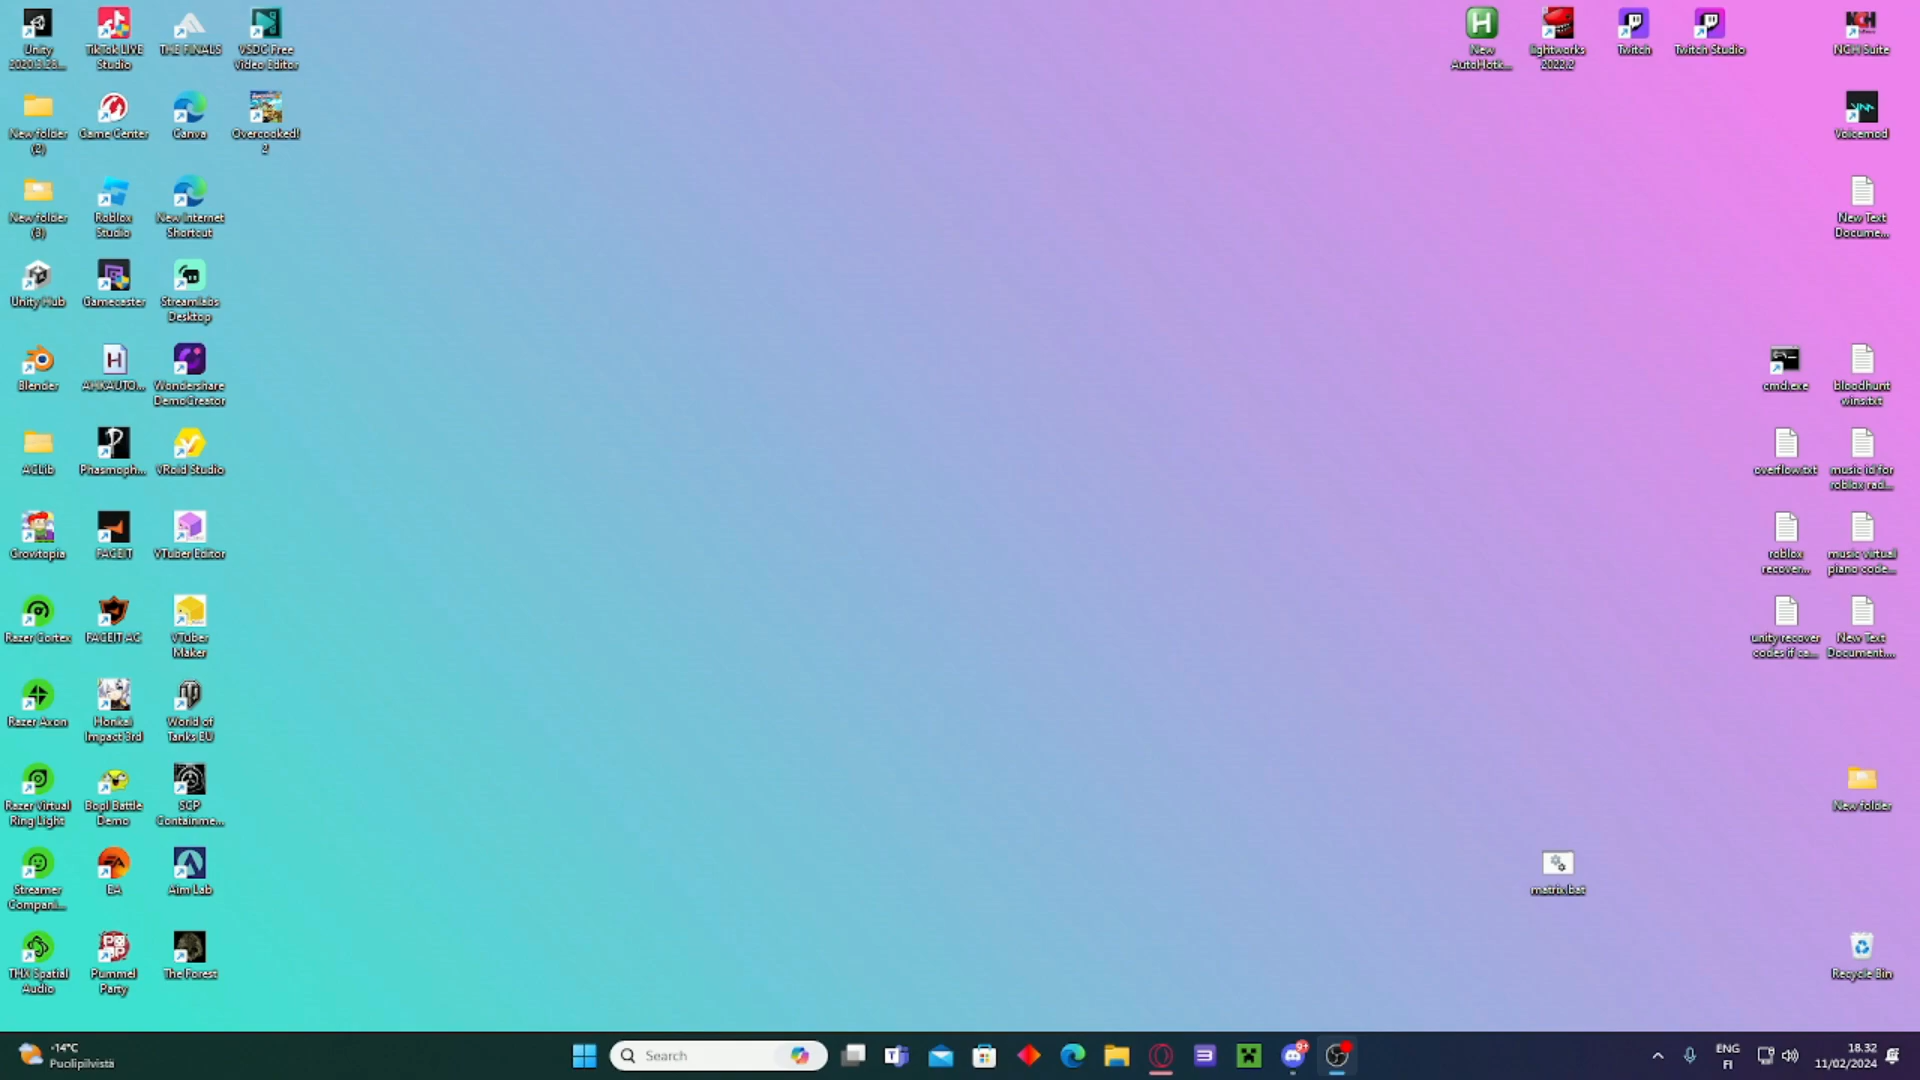 Unity
2020.3.23...
TikTok LIVE
Studio
THE FINALS
VSDC Free
Video Editor
New
AutoHotk...
lightworks
2022.2
Twitch
Twitch Studio
NCH Suite
New folder
(2)
Game Center
Canva
Overcooked!
2
Voicemod
New folder
(3)
Roblox
Studio
New Internet
Shortcut
New Text
Docume...
Unity Hub
Gamecaster
Streamlabs
Desktop
Blender
AHKAUTO...
Wondershare
DemoCreator
cmd.exe
bloodhunt
wins.txt
ACLib
Phasmoph...
VRoid Studio
overflow.txt
music id for
roblox radi...
Growtopia
FACEIT
VTuber Editor
roblox
recover...
music virtual
piano code...
Razer Cortex
FACEIT AC
VTuber
Maker
unity recover
codes if ca...
New Text
Document....
Razer Axon
Honkai
Impact 3rd
World of
Tanks EU
Razer Virtual
Ring Light
Bopl Battle
Demo
SCP
Containme...
New folder
Streamer
Compani...
EA
Aim Lab
matrix.bat
THX Spatial
Audio
Pummel
Party
The Forest
Recycle Bin
-14°C
Puolipilvistä
Search
9+
ENG
FI
18.32
11/02/2024